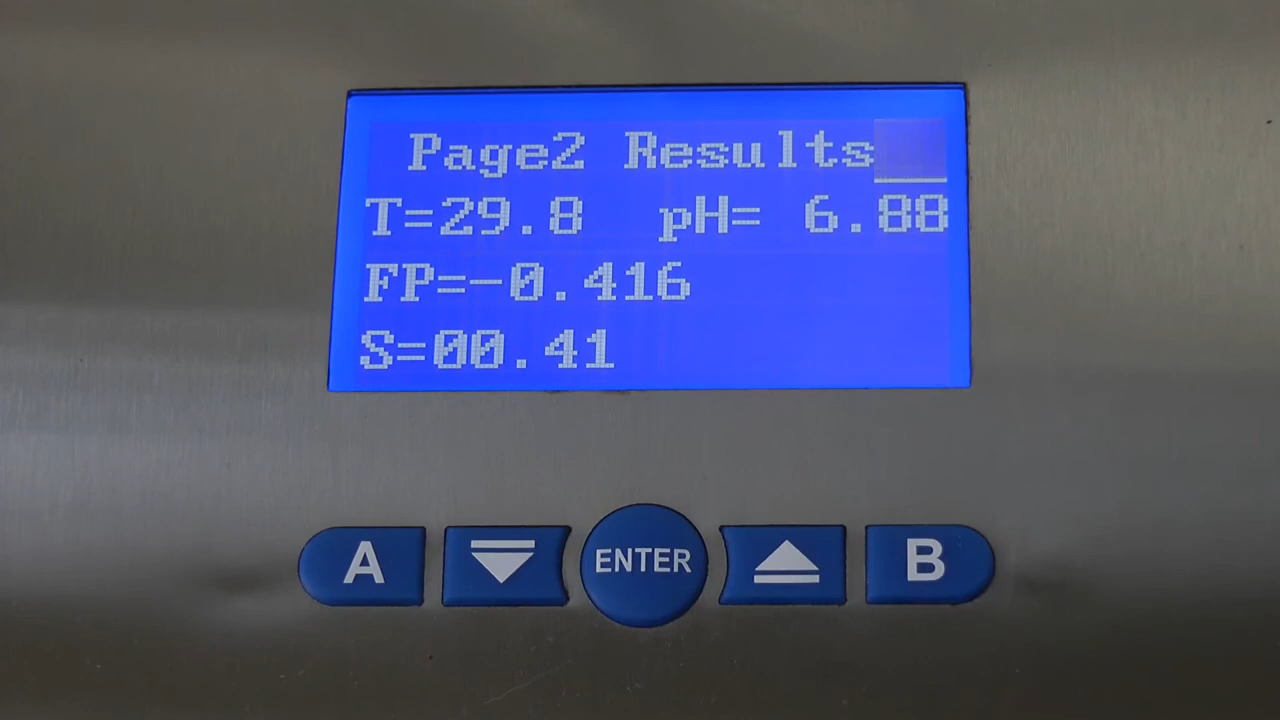 Page2 Results
T=29.8 pH= 6.88
FP=-0.416
S=00.41
A ENTER B